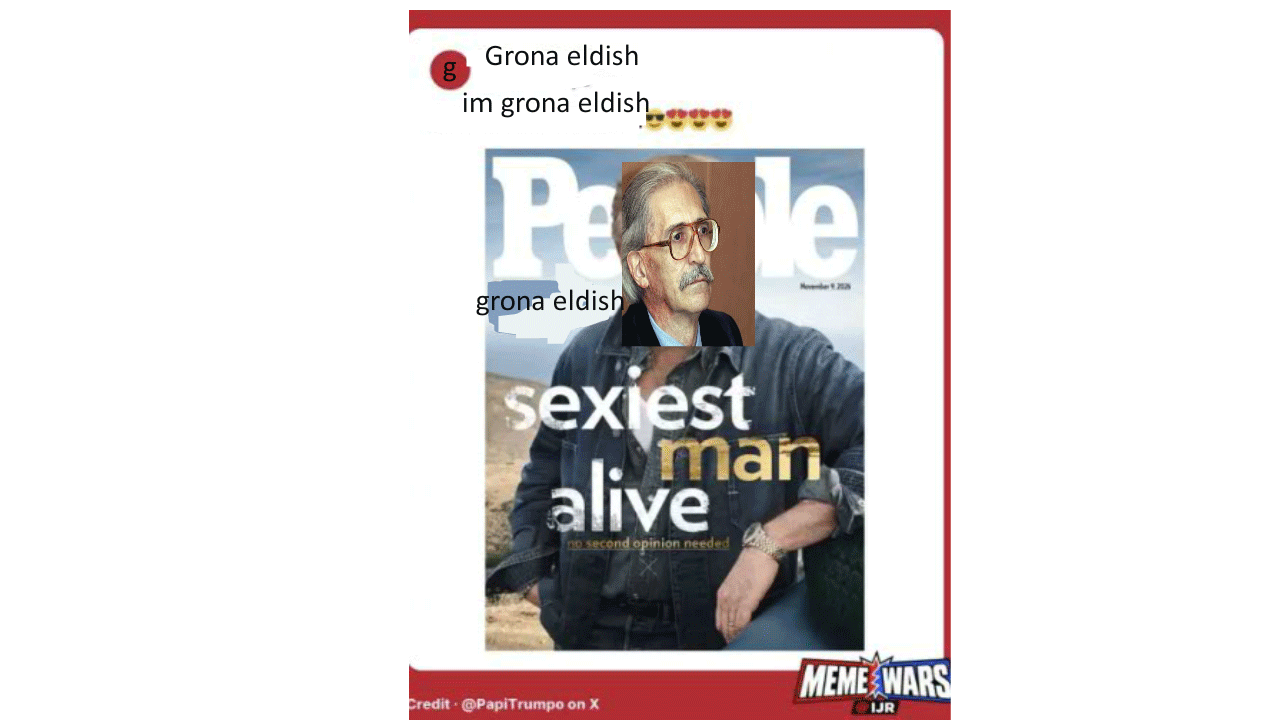 g
Grona eldish
im grona eldish
People
November 9, 2026
grona eldish
sexiest
man
alive
no second opinion needed
MEME WARS
IJR
Credit · @PapiTrumpo on X